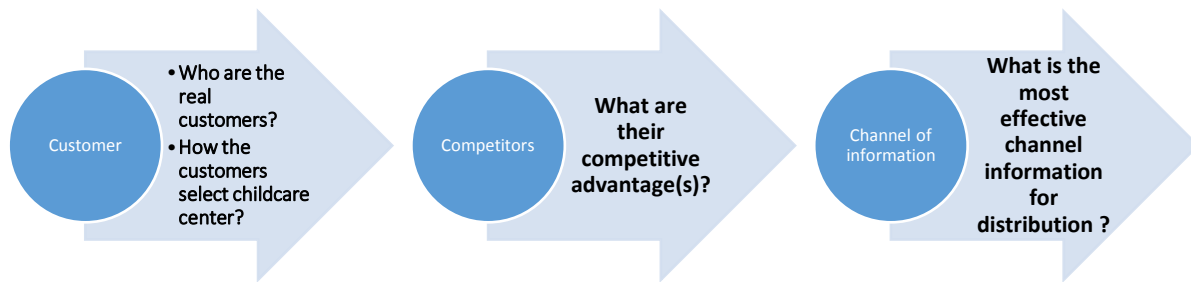 Customer
• Who are the
real
customers?
• How the
customers
select childcare
center?
Competitors
What are
their
competitive
advantage(s)?
Channel of
information
What is the
most
effective
channel
information
for
distribution ?